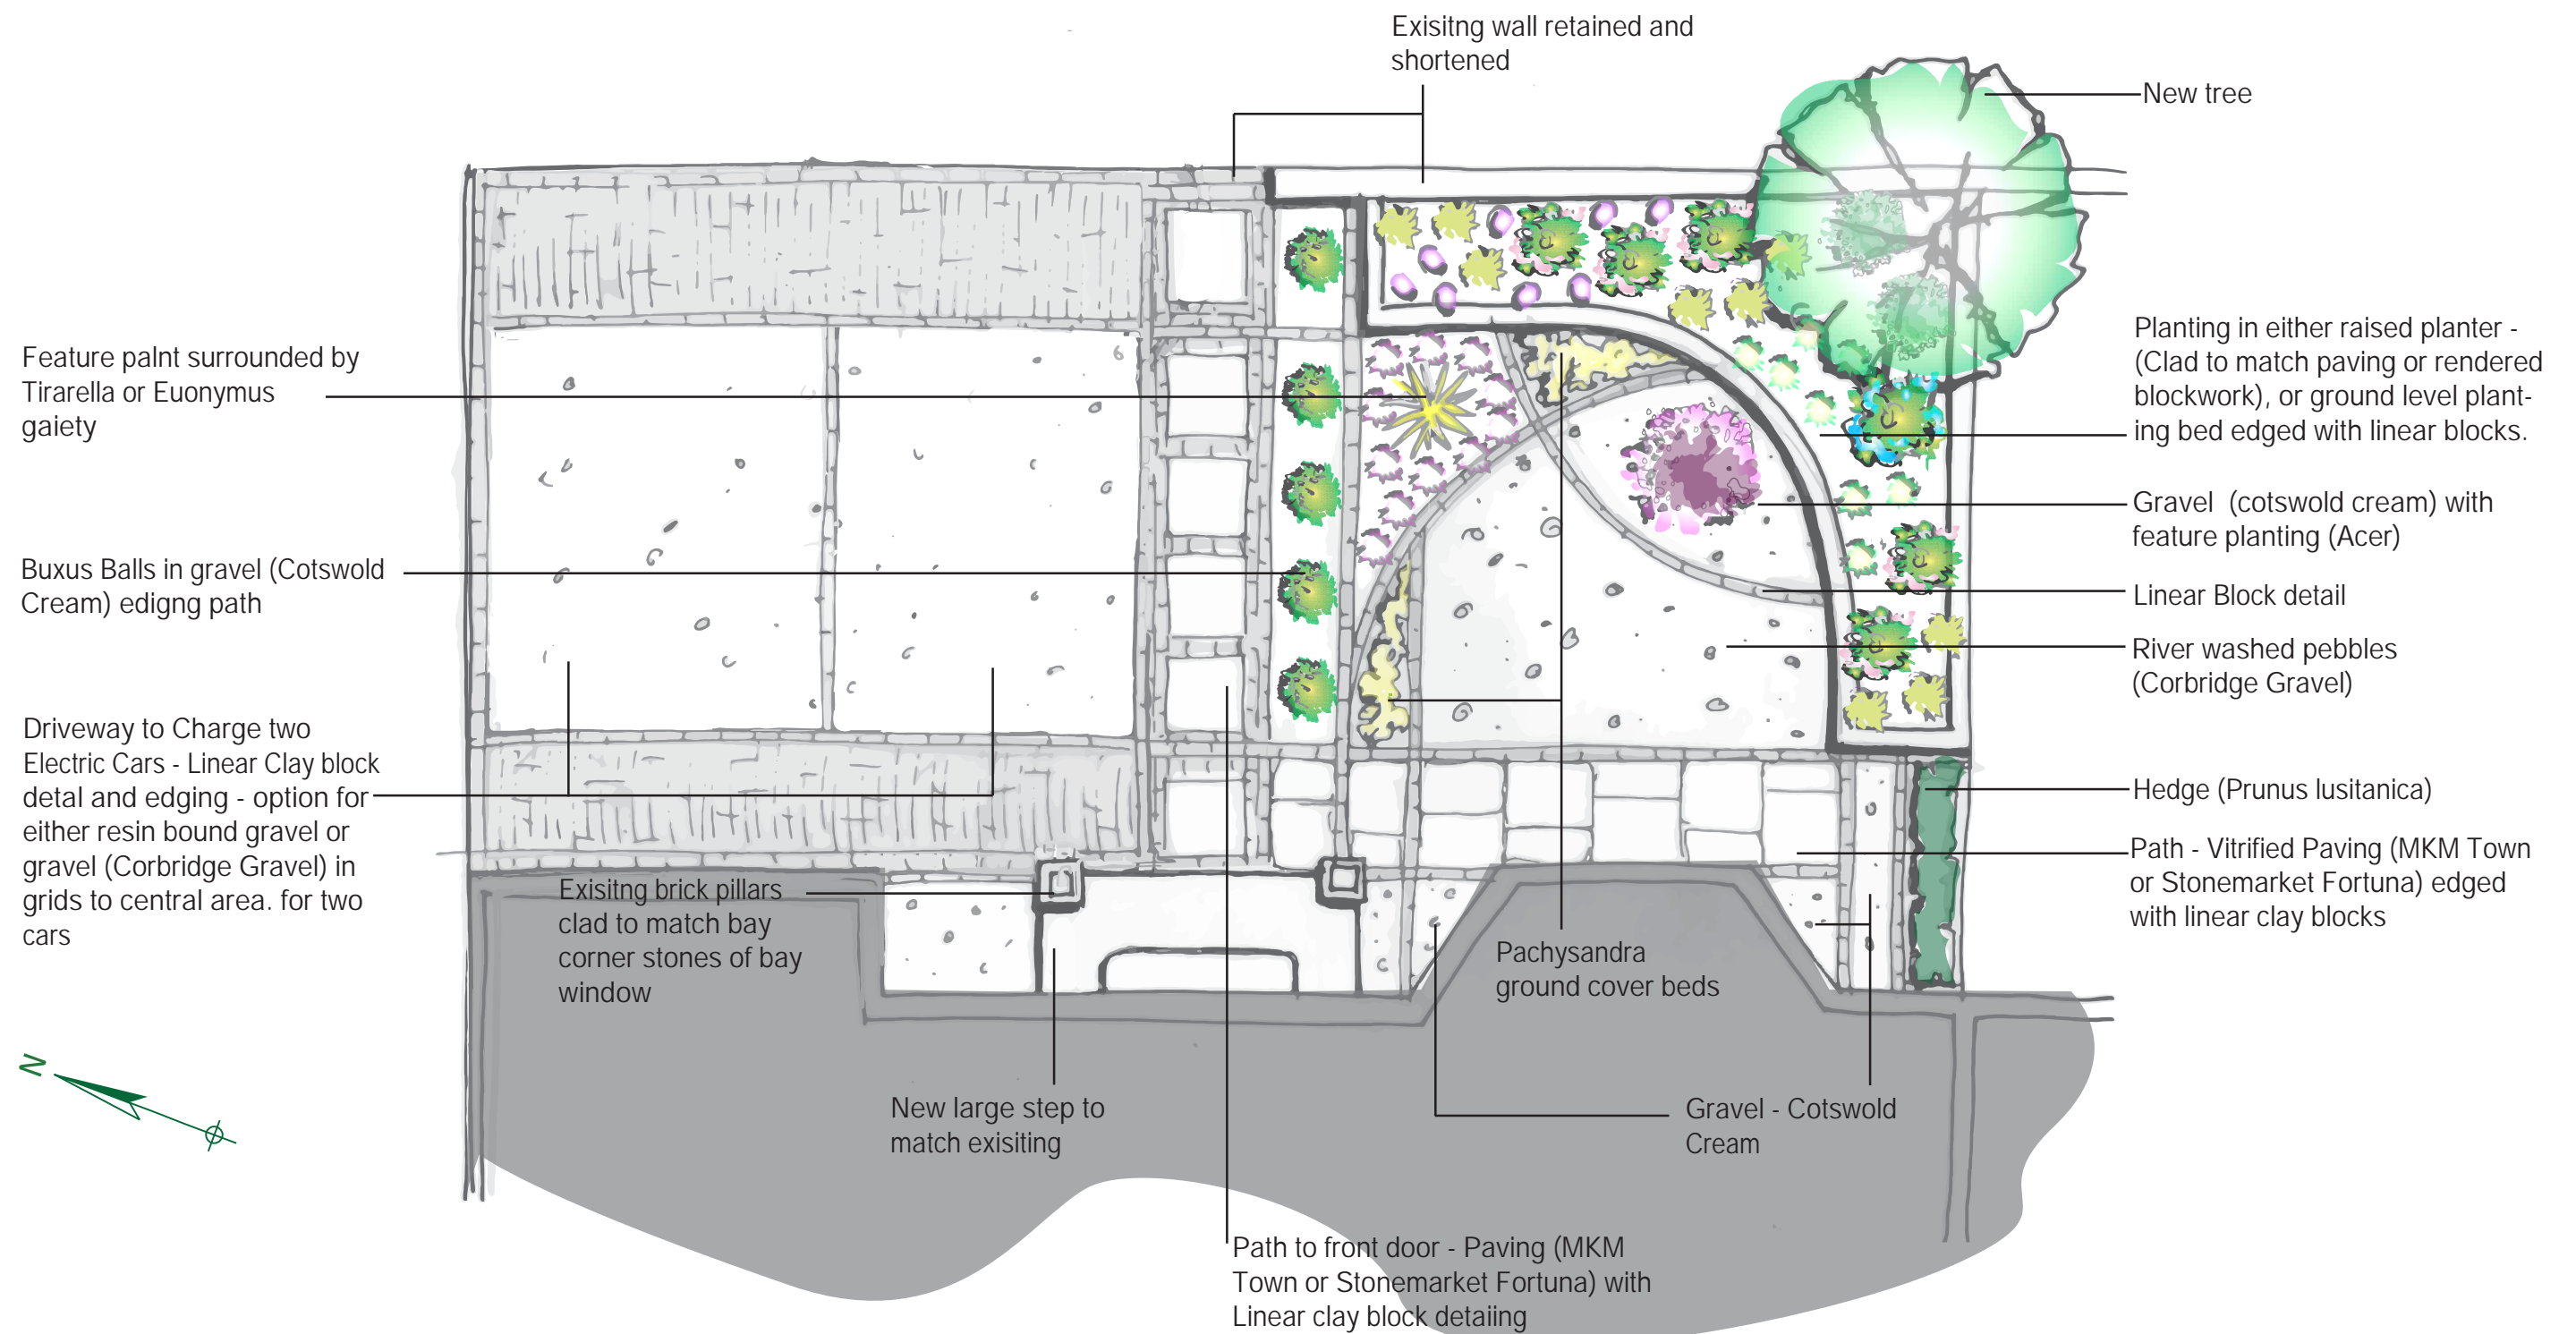 Exisitng wall retained and
shortened
New tree
Feature palnt surrounded by
Tirarella or Euonymus
gaiety
Planting in either raised planter -
(Clad to match paving or rendered
blockwork), or ground level plant-
ing bed edged with linear blocks.
Gravel  (cotswold cream) with
feature planting (Acer)
Buxus Balls in gravel (Cotswold
Cream) edigng path
Linear Block detail
River washed pebbles
(Corbridge Gravel)
Driveway to Charge two
Electric Cars - Linear Clay block
detal and edging - option for
either resin bound gravel or
gravel (Corbridge Gravel) in
grids to central area. for two
cars
Hedge (Prunus lusitanica)
Path - Vitrified Paving (MKM Town
or Stonemarket Fortuna) edged
with linear clay blocks
Exisitng brick pillars
clad to match bay
corner stones of bay
window
Pachysandra
ground cover beds
N
New large step to
match exisiting
Gravel - Cotswold
Cream
Path to front door - Paving (MKM
Town or Stonemarket Fortuna) with
Linear clay block detaiing